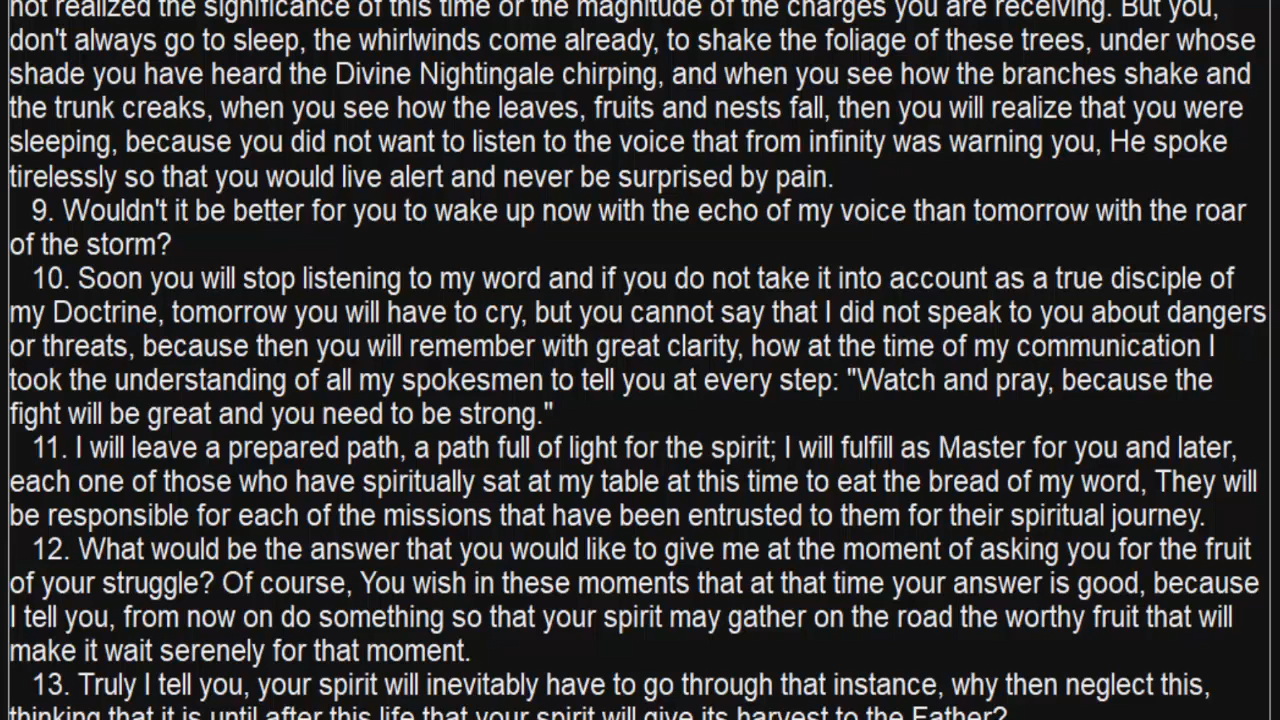 not realized the significance of this time or the magnitude of the charges you are receiving. But you,
don't always go to sleep, the whirlwinds come already, to shake the foliage of these trees, under whose
shade you have heard the Divine Nightingale chirping, and when you see how the branches shake and
the trunk creaks, when you see how the leaves, fruits and nests fall, then you will realize that you were
sleeping, because you did not want to listen to the voice that from infinity was warning you, He spoke
tirelessly so that you would live alert and never be surprised by pain.
9. Wouldn't it be better for you to wake up now with the echo of my voice than tomorrow with the roar
of the storm?
10. Soon you will stop listening to my word and if you do not take it into account as a true disciple of
my Doctrine, tomorrow you will have to cry, but you cannot say that I did not speak to you about dangers
or threats, because then you will remember with great clarity, how at the time of my communication I
took the understanding of all my spokesmen to tell you at every step: "Watch and pray, because the
fight will be great and you need to be strong."
11. I will leave a prepared path, a path full of light for the spirit; I will fulfill as Master for you and later,
each one of those who have spiritually sat at my table at this time to eat the bread of my word, They will
be responsible for each of the missions that have been entrusted to them for their spiritual journey.
12. What would be the answer that you would like to give me at the moment of asking you for the fruit
of your struggle? Of course, You wish in these moments that at that time your answer is good, because
I tell you, from now on do something so that your spirit may gather on the road the worthy fruit that will
make it wait serenely for that moment.
13. Truly I tell you, your spirit will inevitably have to go through that instance, why then neglect this,
thinking that it is until after this life that your spirit will give its harvest to the Father?